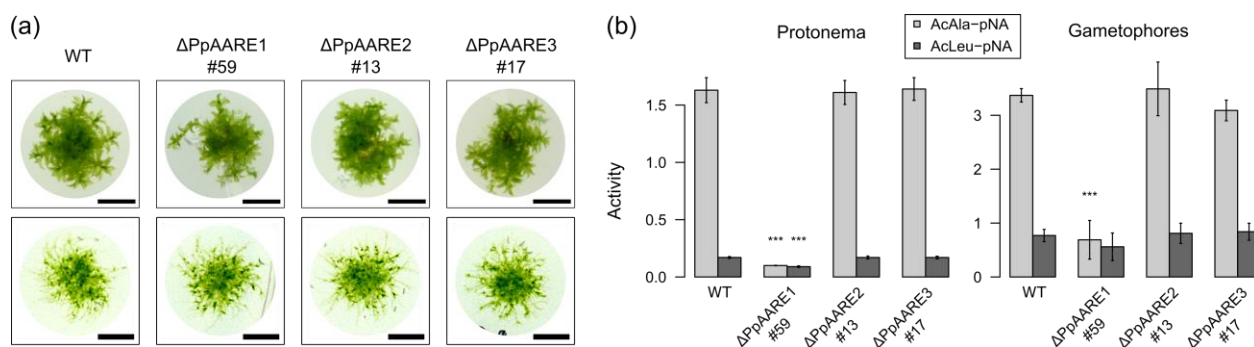 (a)
WT
ΔPpAARE1
#59
ΔPpAARE2
#13
ΔPpAARE3
#17
(b)
AcAla−pNA
AcLeu−pNA
Protonema
Gametophores
Activity
1.5
1.0
0.5
0.0
*** ***
WT
ΔPpAARE1
#59
ΔPpAARE2
#13
ΔPpAARE3
#17
3
2
1
0
***
WT
ΔPpAARE1
#59
ΔPpAARE2
#13
ΔPpAARE3
#17